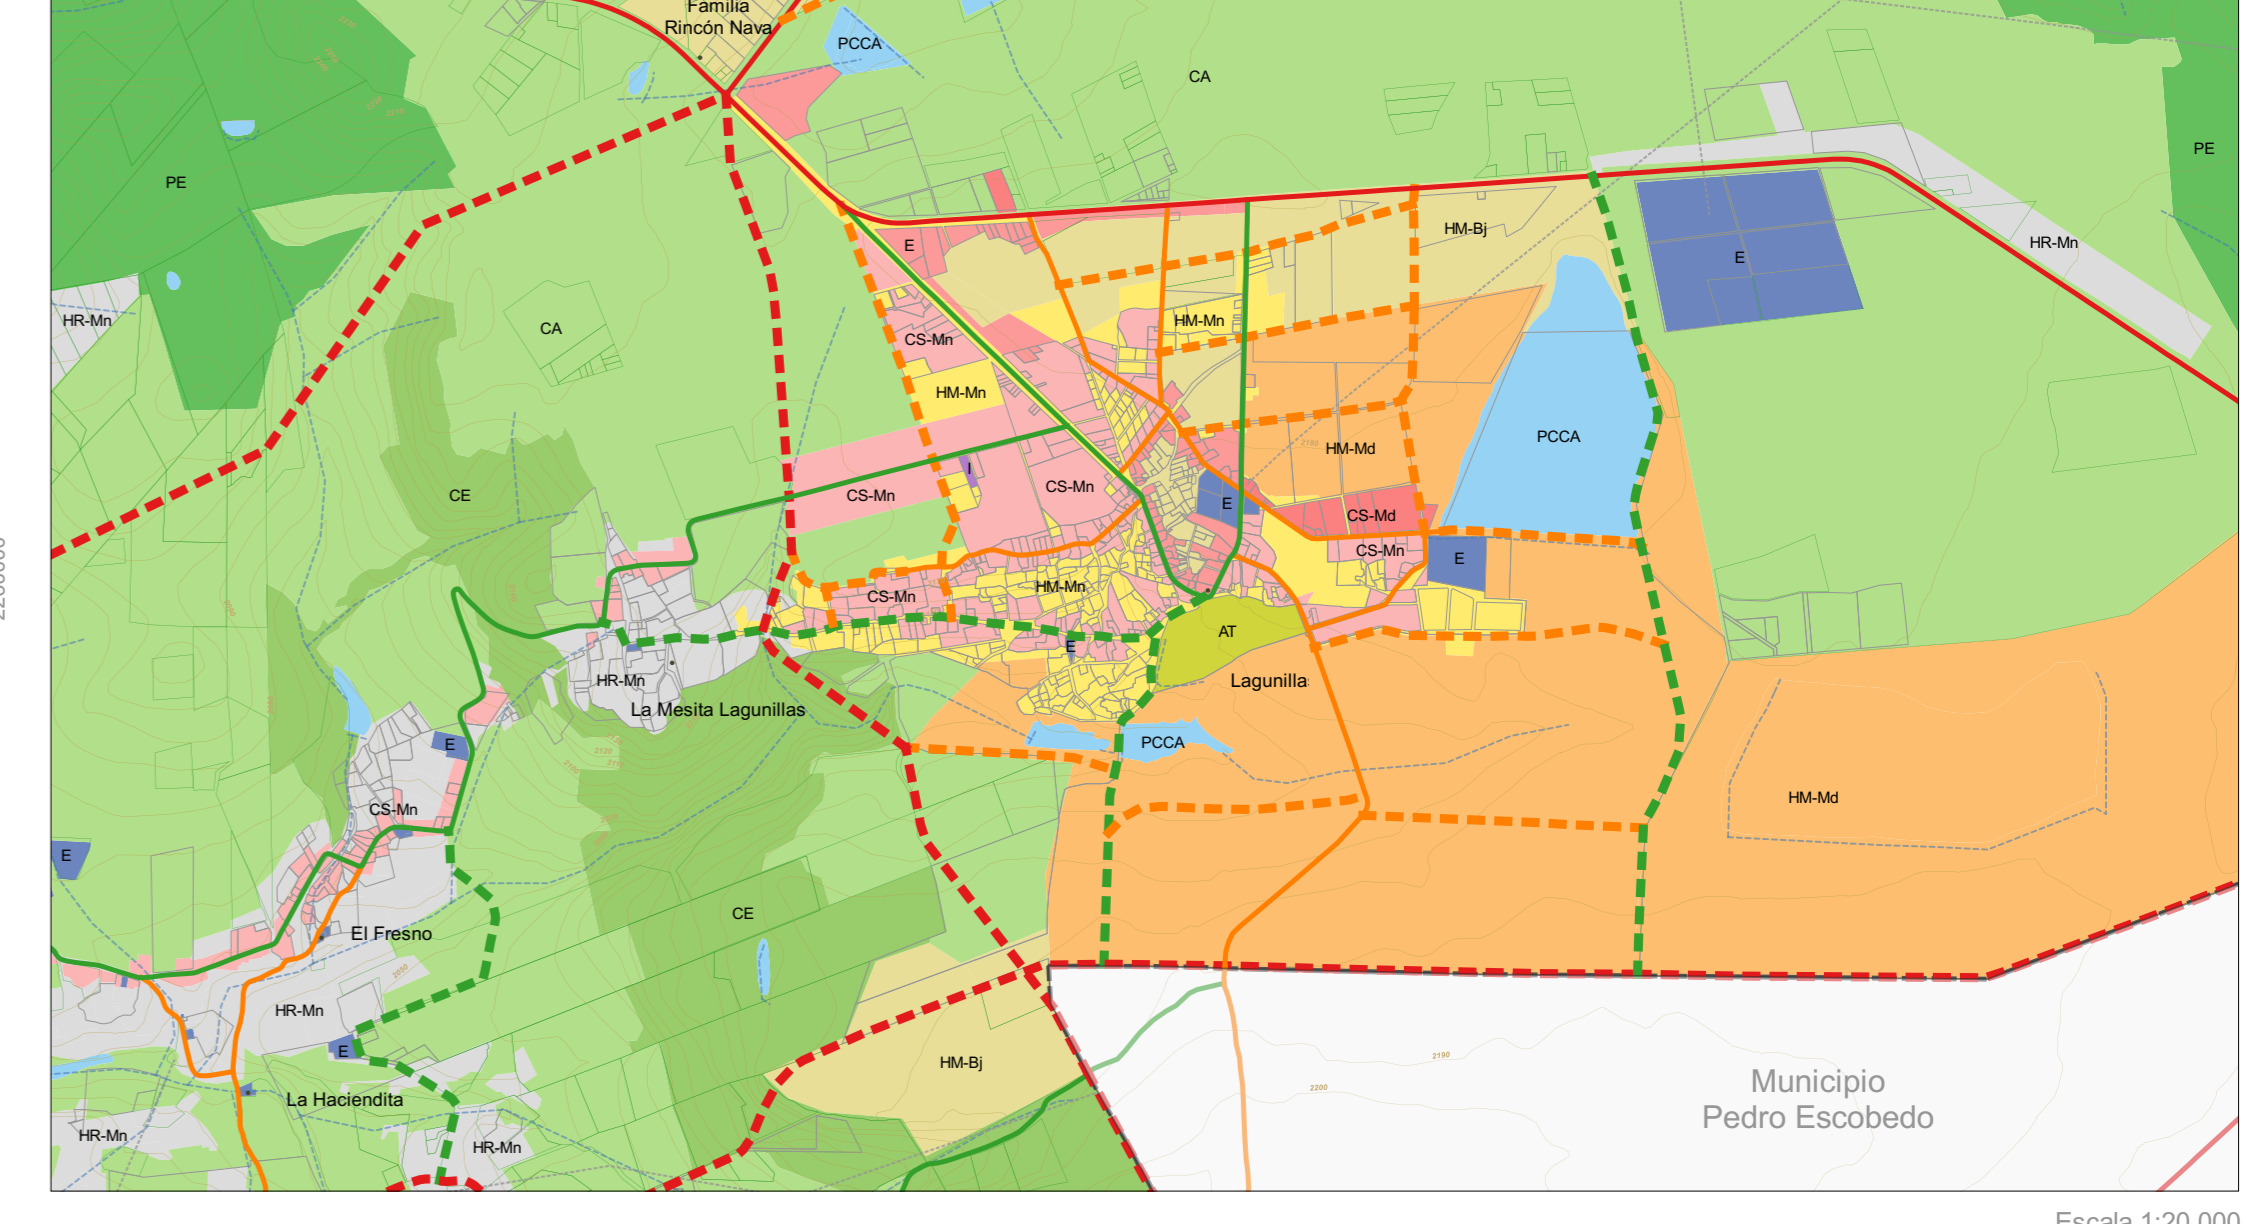 Familia
Rincón Nava
PCCA
CA
PE
PE
E
HM-Bj
HR-Mn
E
HR-Mn
CA
CS-Mn
HM-Mn
HM-Mn
PCCA
HM-Md
I
CS-Mn
CS-Mn
CE
E
CS-Md
CS-Mn
E
CS-Mn
HM-Mn
AT
E
HR-Mn
Lagunilla
La Mesita Lagunillas
E
PCCA
HM-Md
CS-Mn
E
CE
El Fresno
HR-Mn
E
HM-Bj
La Haciendita
HR-Mn
HR-Mn
2190
2200
Municipio
Pedro Escobedo
Escala 1:20,000